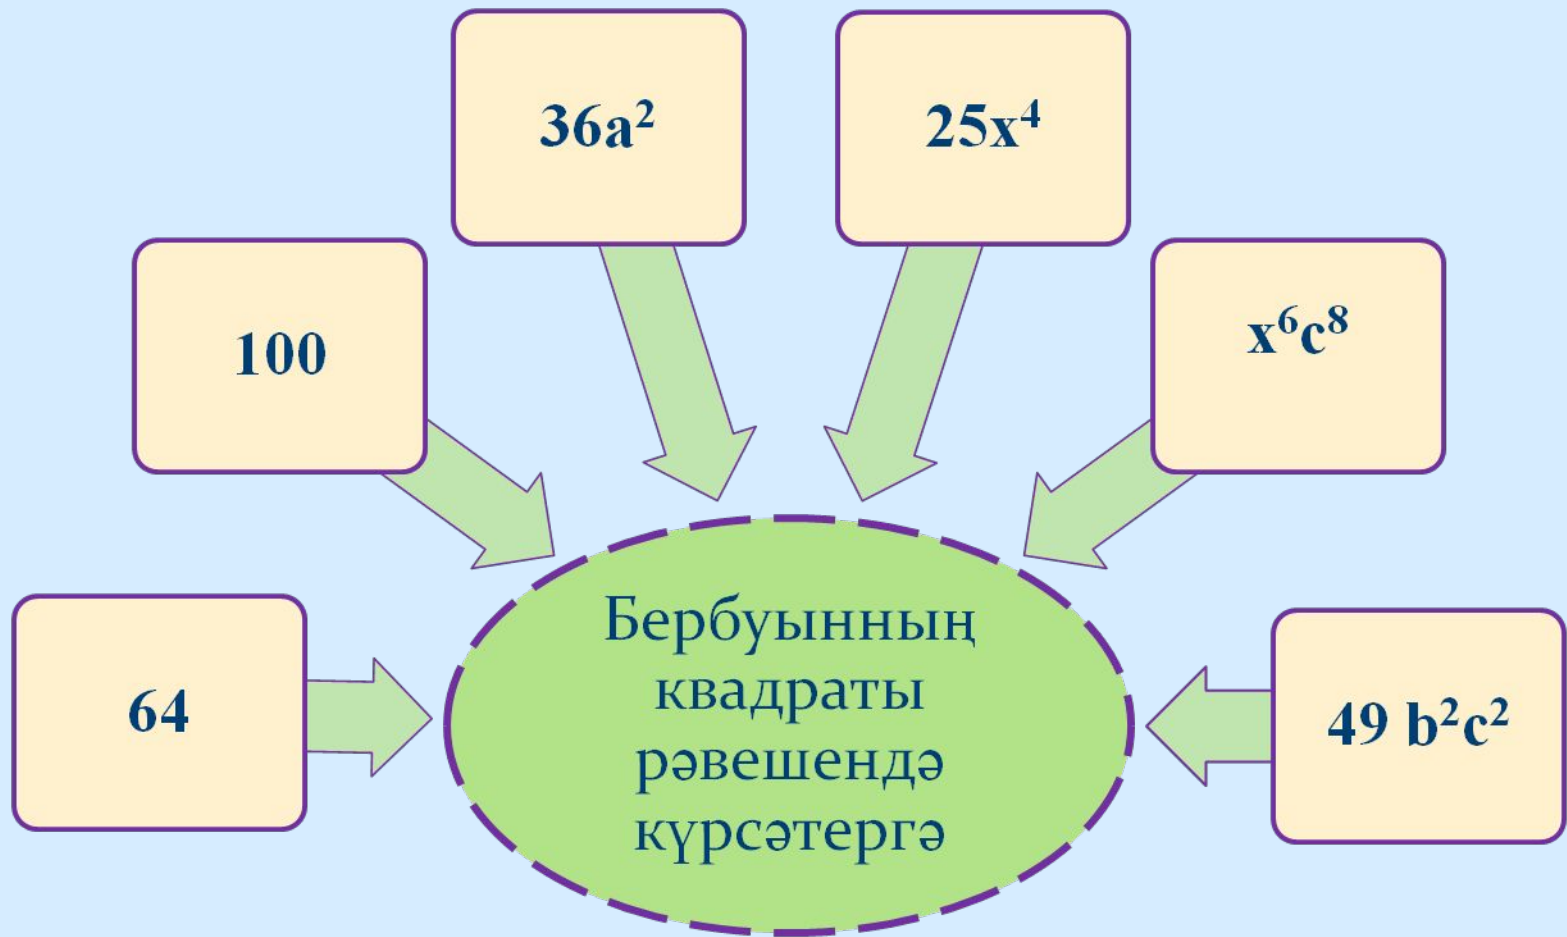 36a²
25x⁴
100
x⁶c⁸
64
49 b²c²
Бербуынның
квадраты
рәвешендә
күрсәтергә